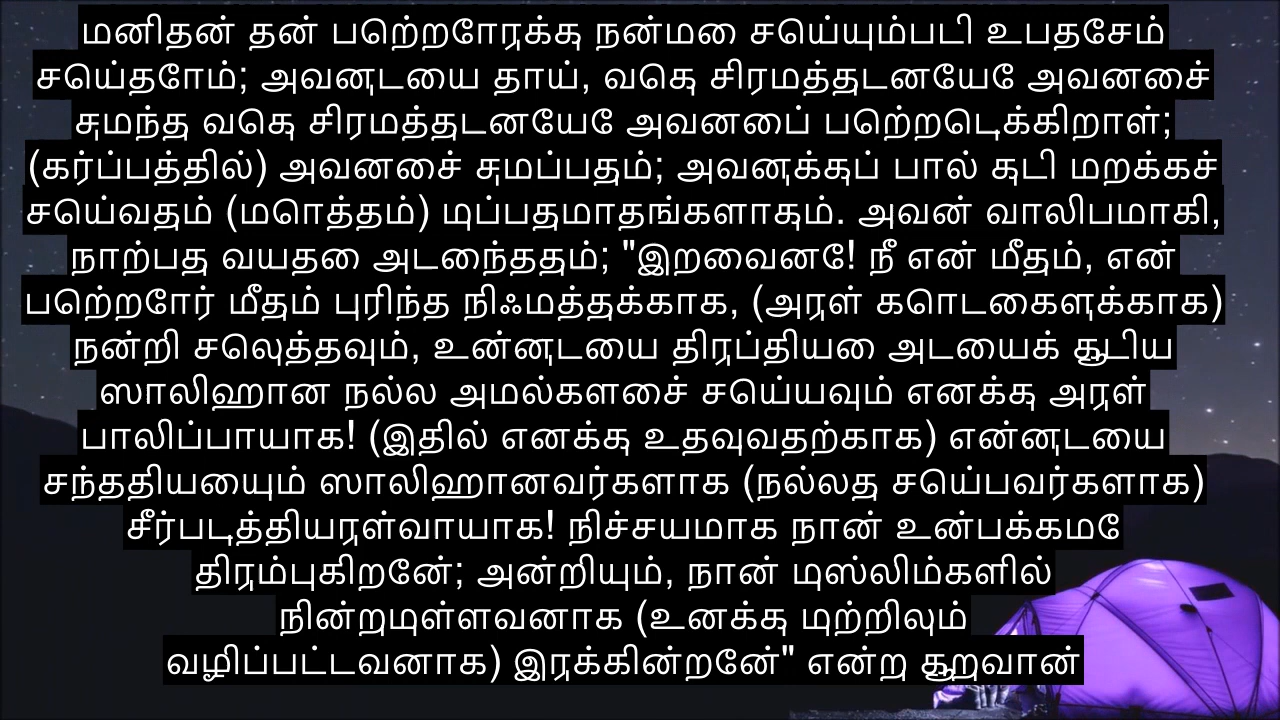 மனிதன் தன் பெற்றோருக்கு நன்மை செய்யும்படி உபதேசம்
செய்தோம்; அவனுடைய தாய், வெகு சிரமத்துடனேயே அவனைச்
சுமந்து வெகு சிரமத்துடனேயே அவனைப் பெற்றெடுக்கிறாள்;
(கர்ப்பத்தில்) அவனைச் சுமப்பதும்; அவனுக்குப் பால் குடி மறக்கச்
செய்வதும் (மொத்தம்) முப்பதுமாதங்களாகும். அவன் வாலிபமாகி,
நாற்பது வயதை அடைந்ததும்; "இறைவனே! நீ என் மீதும், என்
பெற்றோர் மீதும் புரிந்த நிஃமத்துக்காக, (அருள் கொடைகளுக்காக)
நன்றி செலுத்தவும், உன்னுடைய திருப்தியை அடையக் கூடிய
ஸாலிஹான நல்ல அமல்களைச் செய்யவும் எனக்கு அருள்
பாலிப்பாயாக! (இதில் எனக்கு உதவுவதற்காக) என்னுடைய
சந்ததியையும் ஸாலிஹானவர்களாக (நல்லது செய்பவர்களாக)
சீர்படுத்தியருள்வாயாக! நிச்சயமாக நான் உன்பக்கமே
திரும்புகிறேன்; அன்றியும், நான் முஸ்லிம்களில்
நின்றுமுள்ளவனாக (உனக்கு முற்றிலும்
வழிப்பட்டவனாக) இருக்கின்றேன்" என்று கூறுவான்